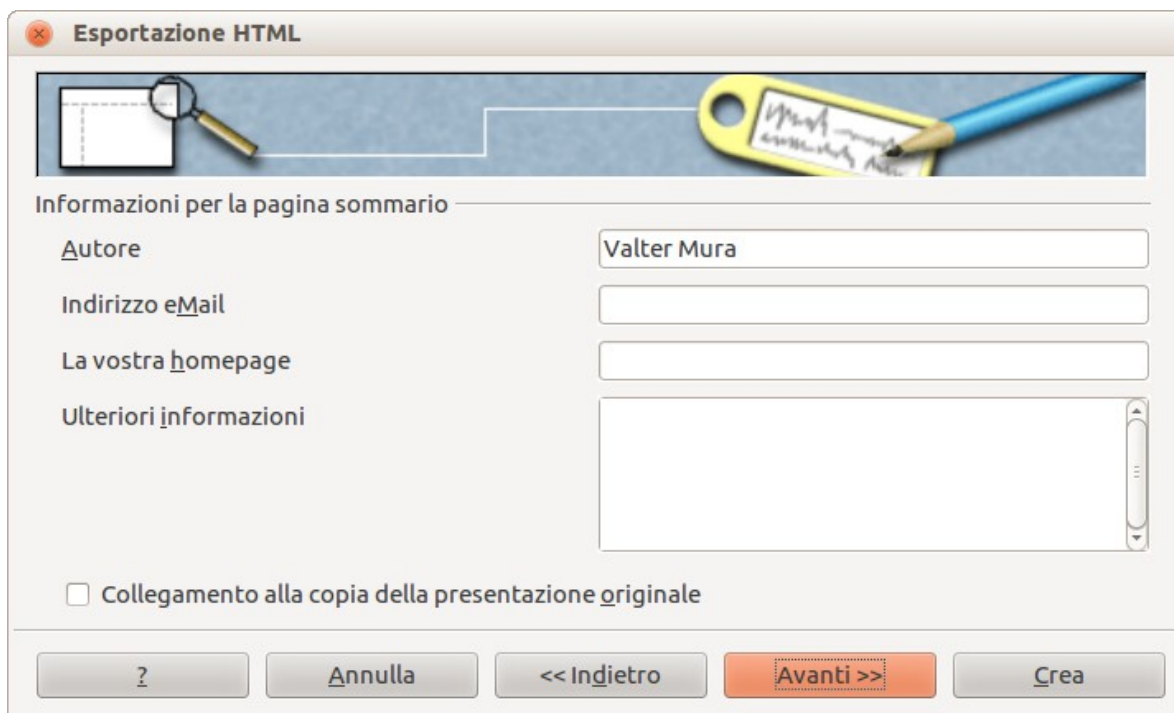 Esportazione HTML
Informazioni per la pagina sommario
Autore
Valter Mura
Indirizzo eMail
La vostra homepage
Ulteriori informazioni
Collegamento alla copia della presentazione originale
?
Annulla
<< Indietro
Avanti >>
Crea